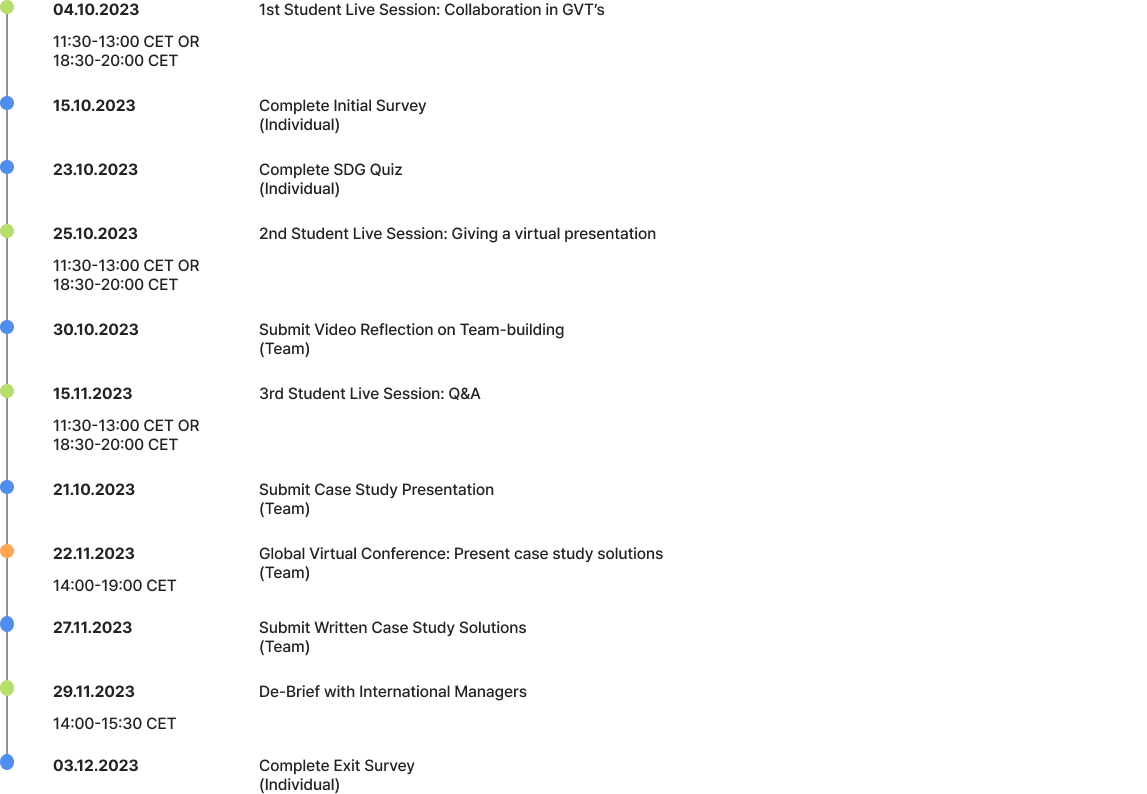 04.10.2023
1st Student Live Session: Collaboration in GVT’s
11:30-13:00 CET OR
18:30-20:00 CET
15.10.2023
Complete Initial Survey
(Individual)
23.10.2023
Complete SDG Quiz
(Individual)
25.10.2023
2nd Student Live Session: Giving a virtual presentation
11:30-13:00 CET OR
18:30-20:00 CET
30.10.2023
Submit Video Reflection on Team-building
(Team)
15.11.2023
3rd Student Live Session: Q&A
11:30-13:00 CET OR
18:30-20:00 CET
21.10.2023
Submit Case Study Presentation
(Team)
22.11.2023
Global Virtual Conference: Present case study solutions
(Team)
14:00-19:00 CET
27.11.2023
Submit Written Case Study Solutions
(Team)
29.11.2023
De-Brief with International Managers
14:00-15:30 CET
03.12.2023
Complete Exit Survey
(Individual)